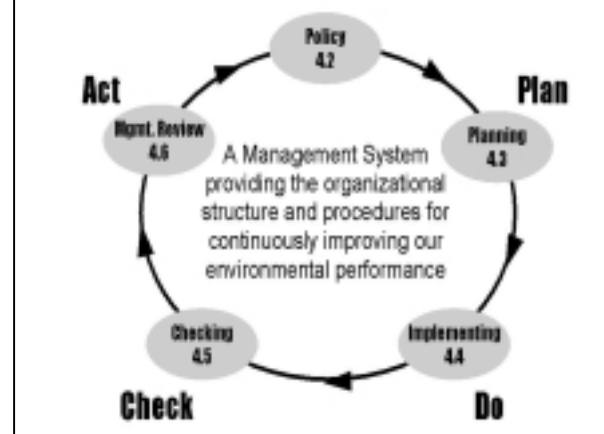 Policy
4.2
Act
Plan
Mgmt. Review
4.6
Planning
4.3
A Management System
providing the organizational
structure and procedures for
continuously improving our
environmental performance
Checking
4.5
Implementing
4.4
Check
Do